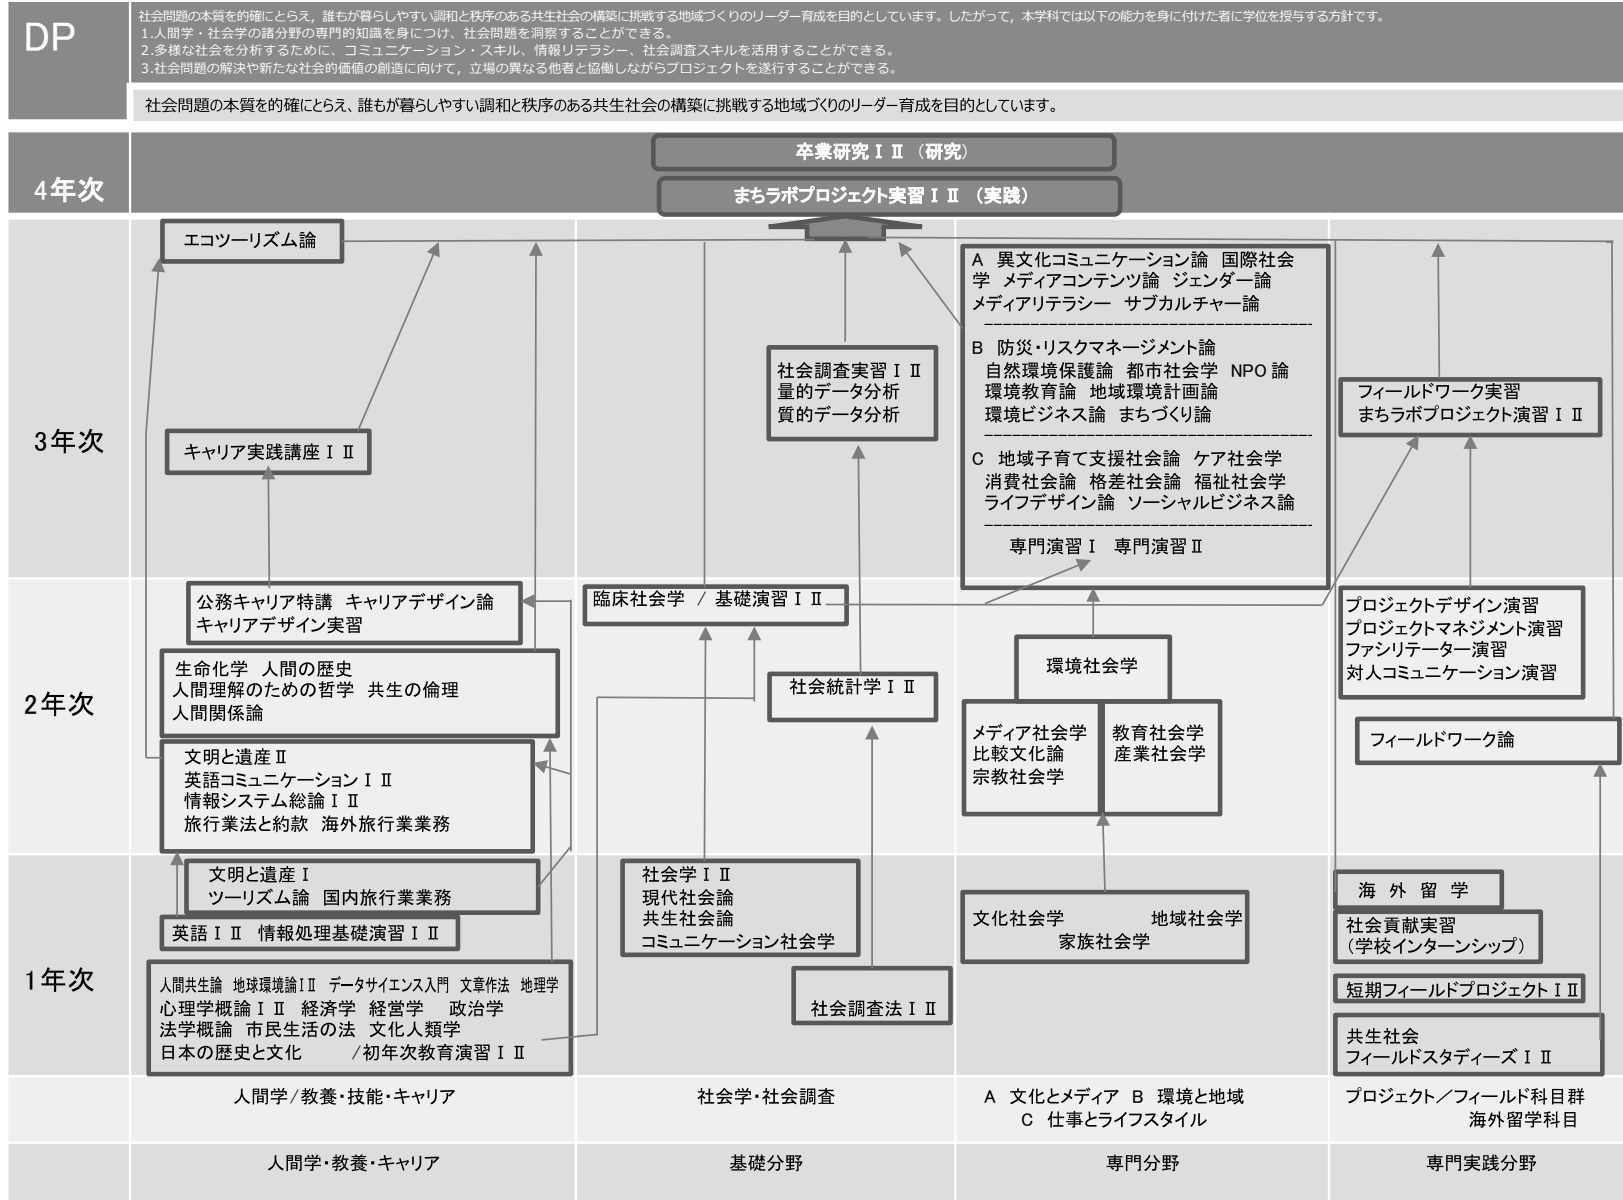 DP
社会問題の本質を的確にとらえ，誰もが暮らしやすい調和と秩序のある共生社会の構築に挑戦する地域づくりのリーダー育成を目的としています。したがって，本学科では以下の能力を身に付けた者に学位を授与する方針です。
1.人間学・社会学の諸分野の専門的知識を身につけ、社会問題を洞察することができる。
2.多様な社会を分析するために、コミュニケーション・スキル、情報リテラシー、社会調査スキルを活用することができる。
3.社会問題の解決や新たな社会的価値の創造に向けて，立場の異なる他者と協働しながらプロジェクトを遂行することができる。
社会問題の本質を的確にとらえ、誰もが暮らしやすい調和と秩序のある共生社会の構築に挑戦する地域づくりのリーダー育成を目的としています。
4年次
卒業研究ⅠⅡ（研究）
まちラボプロジェクト実習ⅠⅡ（実践）
3年次
エコツーリズム論
キャリア実践講座ⅠⅡ
社会調査実習ⅠⅡ
量的データ分析
質的データ分析
A 異文化コミュニケーション論 国際社会
学 メディアコンテンツ論 ジェンダー論
メディアリテラシー サブカルチャー論
B 防災・リスクマネージメント論
自然環境保護論 都市社会学 NPO論
環境教育論 地域環境計画論
環境ビジネス論 まちづくり論
C 地域子育て支援社会論 ケア社会学
消費社会論 格差社会論 福祉社会学
ライフデザイン論 ソーシャルビジネス論
専門演習Ⅰ 専門演習Ⅱ
フィールドワーク実習
まちラボプロジェクト演習ⅠⅡ
2年次
公務キャリア特講 キャリアデザイン論
キャリアデザイン実習
生命化学 人間の歴史
人間理解のための哲学 共生の倫理
人間関係論
文明と遺産Ⅱ
英語コミュニケーションⅠⅡ
情報システム総論ⅠⅡ
旅行業法と約款 海外旅行業業務
臨床社会学 / 基礎演習ⅠⅡ
社会統計学ⅠⅡ
環境社会学
メディア社会学
比較文化論
宗教社会学
教育社会学
産業社会学
プロジェクトデザイン演習
プロジェクトマネジメント演習
ファシリテーター演習
対人コミュニケーション演習
フィールドワーク論
1年次
文明と遺産Ⅰ
ツーリズム論 国内旅行業業務
英語ⅠⅡ 情報処理基礎演習ⅠⅡ
人間共生論 地球環境論ⅠⅡ データサイエンス入門 文章作法 地理学
心理学概論ⅠⅡ 経済学 経営学 政治学
法学概論 市民生活の法 文化人類学
日本の歴史と文化 /初年次教育演習ⅠⅡ
社会学ⅠⅡ
現代社会論
共生社会論
コミュニケーション社会学
社会調査法ⅠⅡ
文化社会学 地域社会学
家族社会学
海 外 留 学
社会貢献実習
(学校インターンシップ)
短期フィールドプロジェクトⅠⅡ
共生社会
フィールドスタディーズⅠⅡ
人間学/教養・技能・キャリア
社会学・社会調査
A 文化とメディア B 環境と地域
C 仕事とライフスタイル
プロジェクト／フィールド科目群
海外留学科目
人間学・教養・キャリア
基礎分野
専門分野
専門実践分野